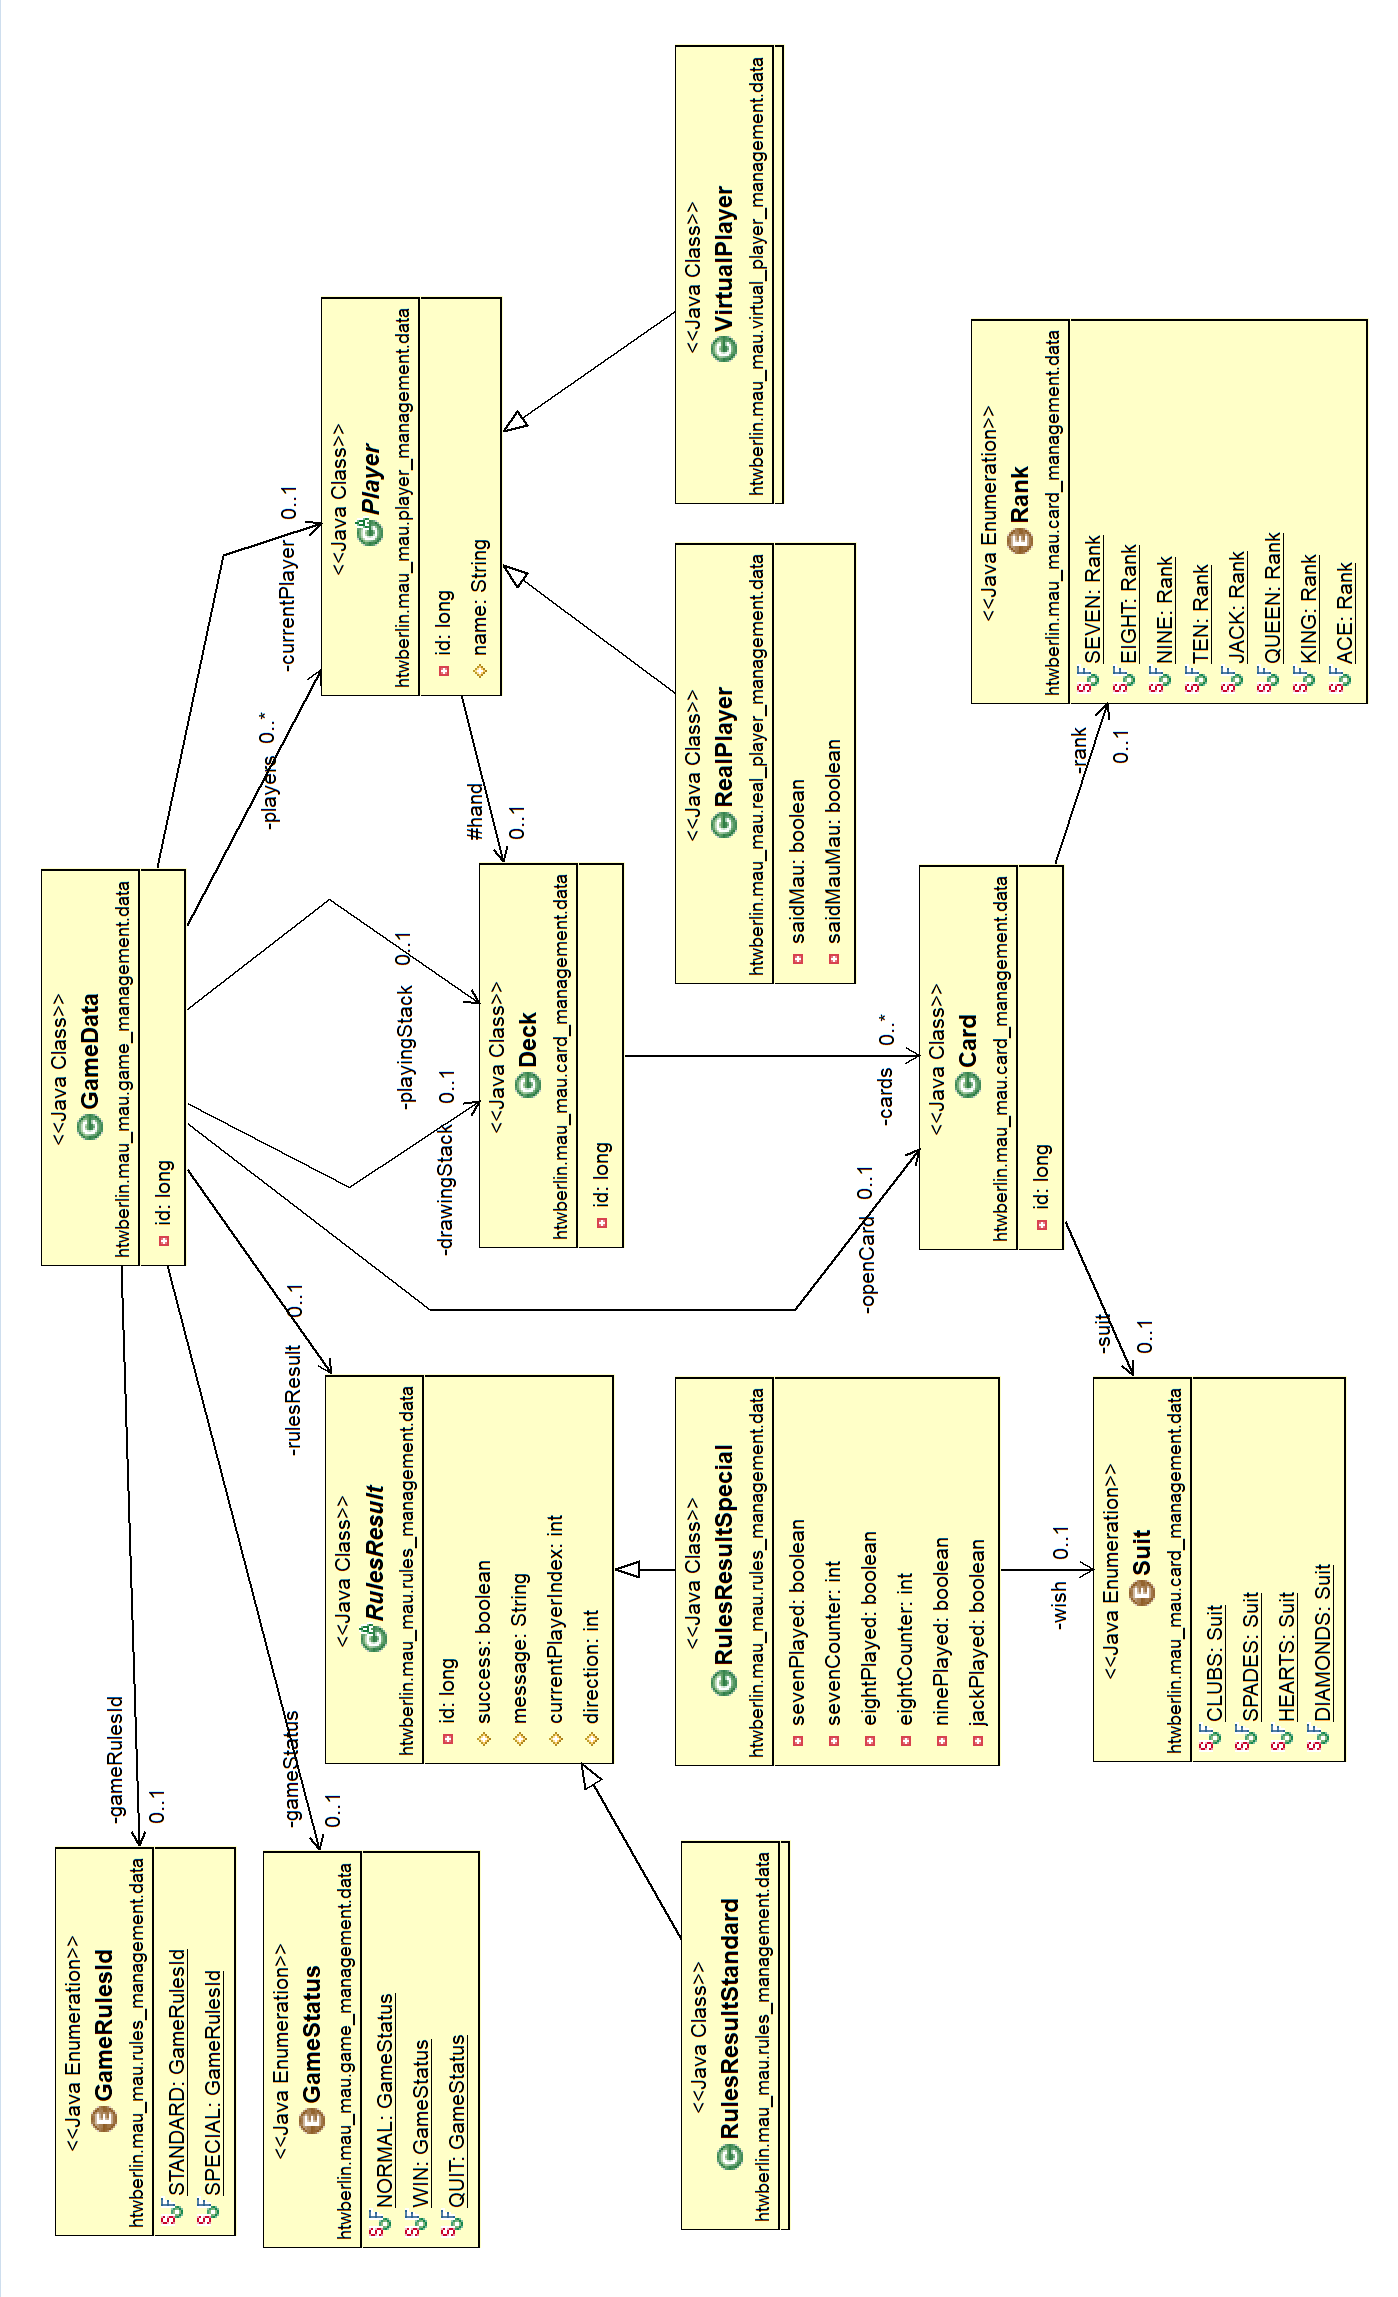 <<Java Enumeration>>
GameRulesId
htwberlin.mau_mau.rules_management.data
STANDARD: GameRulesId
SPECIAL: GameRulesId
<<Java Enumeration>>
GameStatus
htwberlin.mau_mau.game_management.data
NORMAL: GameStatus
WIN: GameStatus
QUIT: GameStatus
<<Java Class>>
RulesResultStandard
htwberlin.mau_mau.rules_management.data
-gameRulesId
0..1
-gameStatus
0..1
<<Java Class>>
RulesResult
htwberlin.mau_mau.rules_management.data
id: long
success: boolean
message: String
currentPlayerIndex: int
direction: int
<<Java Class>>
RulesResultSpecial
htwberlin.mau_mau.rules_management.data
sevenPlayed: boolean
sevenCounter: int
eightPlayed: boolean
eightCounter: int
ninePlayed: boolean
jackPlayed: boolean
-wish 0..1
<<Java Enumeration>>
Suit
htwberlin.mau_mau.card_management.data
CLUBS: Suit
SPADES: Suit
HEARTS: Suit
DIAMONDS: Suit
-rulesResult 0..1
-suit
0..1
<<Java Class>>
GameData
htwberlin.mau_mau.game_management.data
id: long
-drawingStack 0..1
-playingStack 0..1
<<Java Class>>
Deck
htwberlin.mau_mau.card_management.data
id: long
-openCard 0..1
-cards 0..*
<<Java Class>>
Card
htwberlin.mau_mau.card_management.data
id: long
-players 0..*
-currentPlayer 0..1
#hand
0..1
<<Java Class>>
RealPlayer
htwberlin.mau_mau.real_player_management.data
saidMau: boolean
saidMauMau: boolean
-rank
0..1
<<Java Class>>
Player
htwberlin.mau_mau.player_management.data
id: long
name: String
<<Java Class>>
VirtualPlayer
htwberlin.mau_mau.virtual_player_management.data
<<Java Enumeration>>
Rank
htwberlin.mau_mau.card_management.data
SEVEN: Rank
EIGHT: Rank
NINE: Rank
TEN: Rank
JACK: Rank
QUEEN: Rank
KING: Rank
ACE: Rank